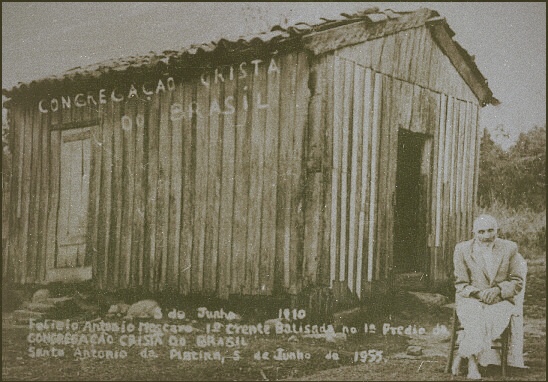 CONGREGAÇÃO CRISTÃ
DO BRASIL
3 de Junho 1910
Felicio Antonio Mascaro. 1º Crente Batisado no 1º Predio da
CONGREGAÇÃO CRISTÃ DO BRASIL
Santo Antonio da Platina, 5 de Junho de 1955.